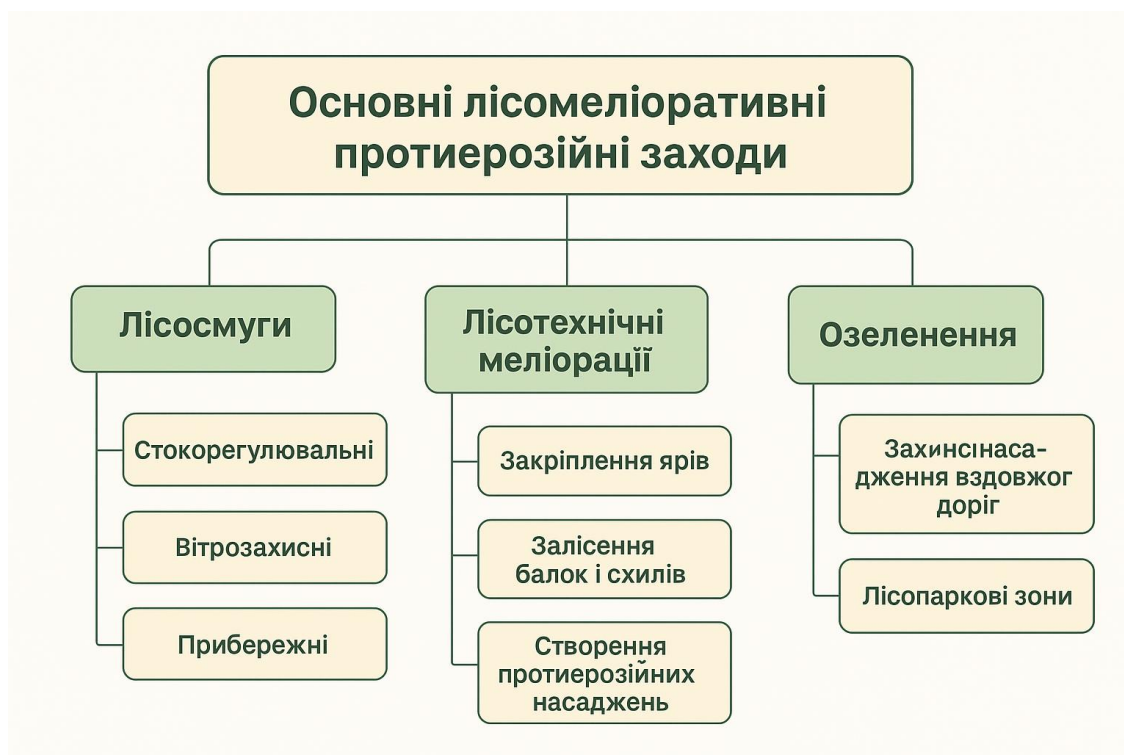 Основні лісомеліоративні
протиерозійні заходи
Лісосмуги
Стокорегулювальні
Вітрозахисні
Прибережні
Лісотехнічні
меліорації
Закріплення ярів
Залісення
балок і схилів
Створення
протиерозійних
насаджень
Озеленення
Захинсінаса-
дження вздовжог
доріг
Лісопаркові зони